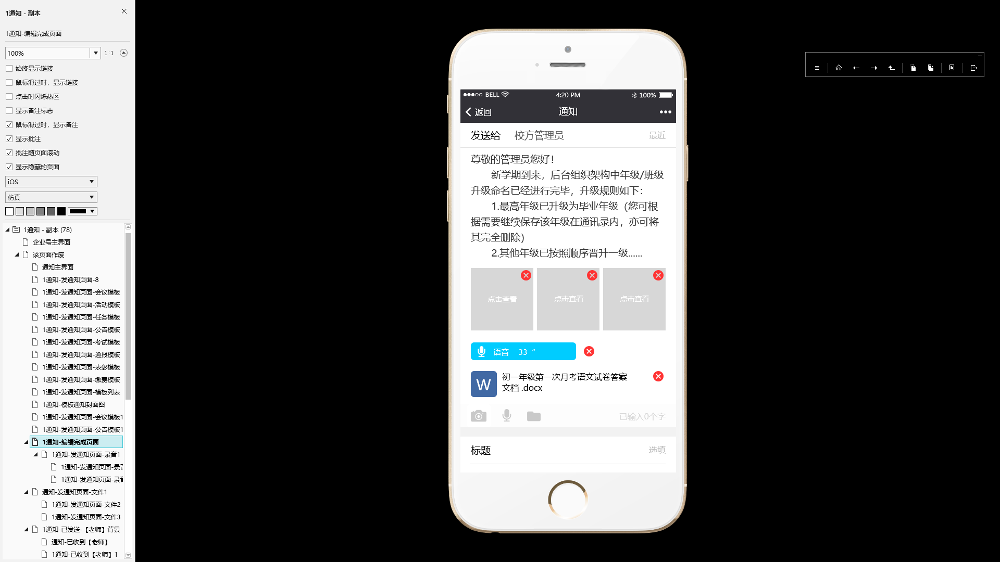 1通知 - 副本
1通知-编辑完成页面
100%
1:1
始终显示链接
鼠标滑过时，显示链接
点击时闪烁热区
显示备注标志
鼠标滑过时，显示备注
显示批注
批注随页面滚动
显示隐藏的页面
iOS
仿真
1通知 - 副本 (78)
企业号主界面
该页面作废
通知主界面
1通知-发通知页面-8
1通知-发通知页面-会议模板
1通知-发通知页面-活动模板
1通知-发通知页面-任务模板
1通知-发通知页面-公告模板
1通知-发通知页面-考试模板
1通知-发通知页面-通报模板
1通知-发通知页面-表彰模板
1通知-发通知页面-缴费模板
1通知-发通知页面-模板列表
1通知-模板通知封面图
1通知-发通知页面-会议模板1
1通知-发通知页面-公告模板1
1通知-编辑完成页面
1通知-发通知页面-录音1
1通知-发通知页面-录音
1通知-发通知页面-录音
通知-发通知页面-文件1
1通知-发通知页面-文件2
1通知-发通知页面-文件3
1通知-已发送-【老师】背景
通知-已收到【老师】
1通知-已收到【老师】1
BELL 4:20 PM 100%
返回 通知
发送给 校方管理员 最近
尊敬的管理员您好！
新学期到来，后台组织架构中年级/班级
升级命名已经进行完毕，升级规则如下：
1.最高年级已升级为毕业年级（您可根
据需要继续保存该年级在通讯录内，亦可将
其完全删除）
2.其他年级已按照顺序晋升一级......
点击查看 点击查看 点击查看
语音 33 “
W 初一年级第一次月考语文试卷答案
文档 .docx
已输入0个字
标题 选填